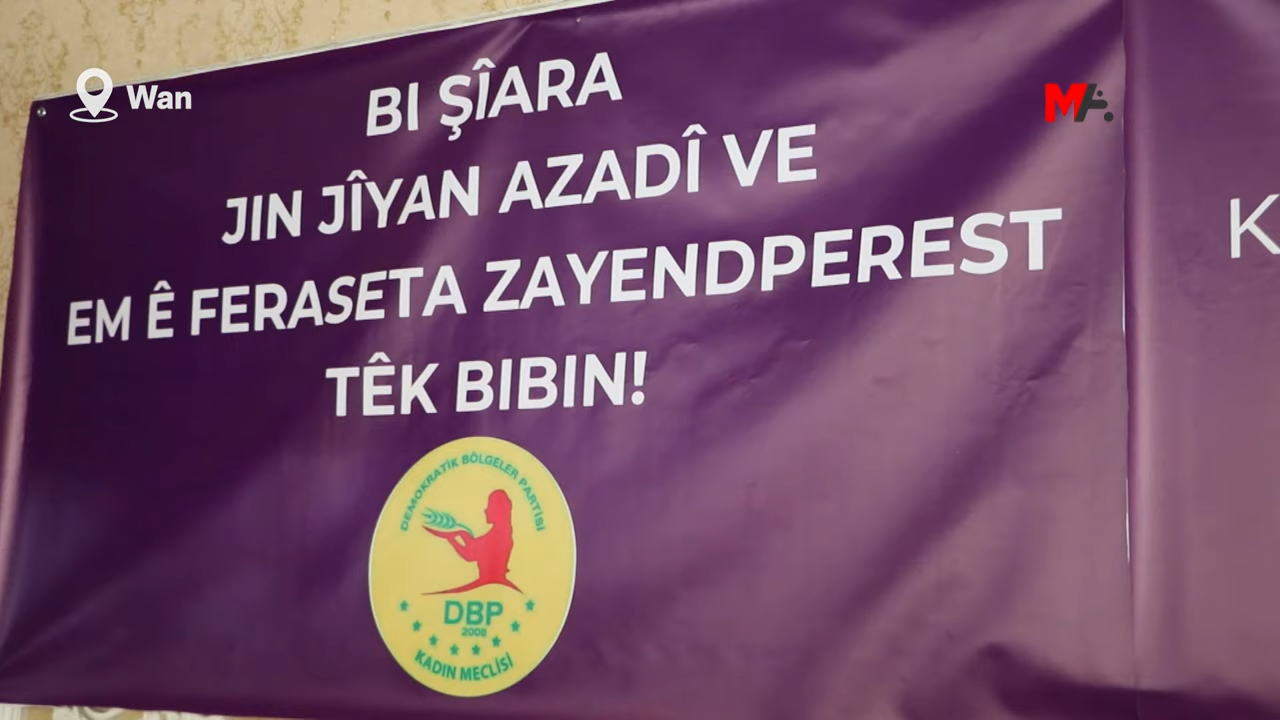 Wan
MA
BI ŞÎARA
JIN JÎYAN AZADÎ VE
EM Ê FERASETA ZAYENDPEREST
TÊK BIBIN!
K
DEMOKRATİK BÖLGELER PARTİSİ
DBP
2008
KADIN MECLİSİ